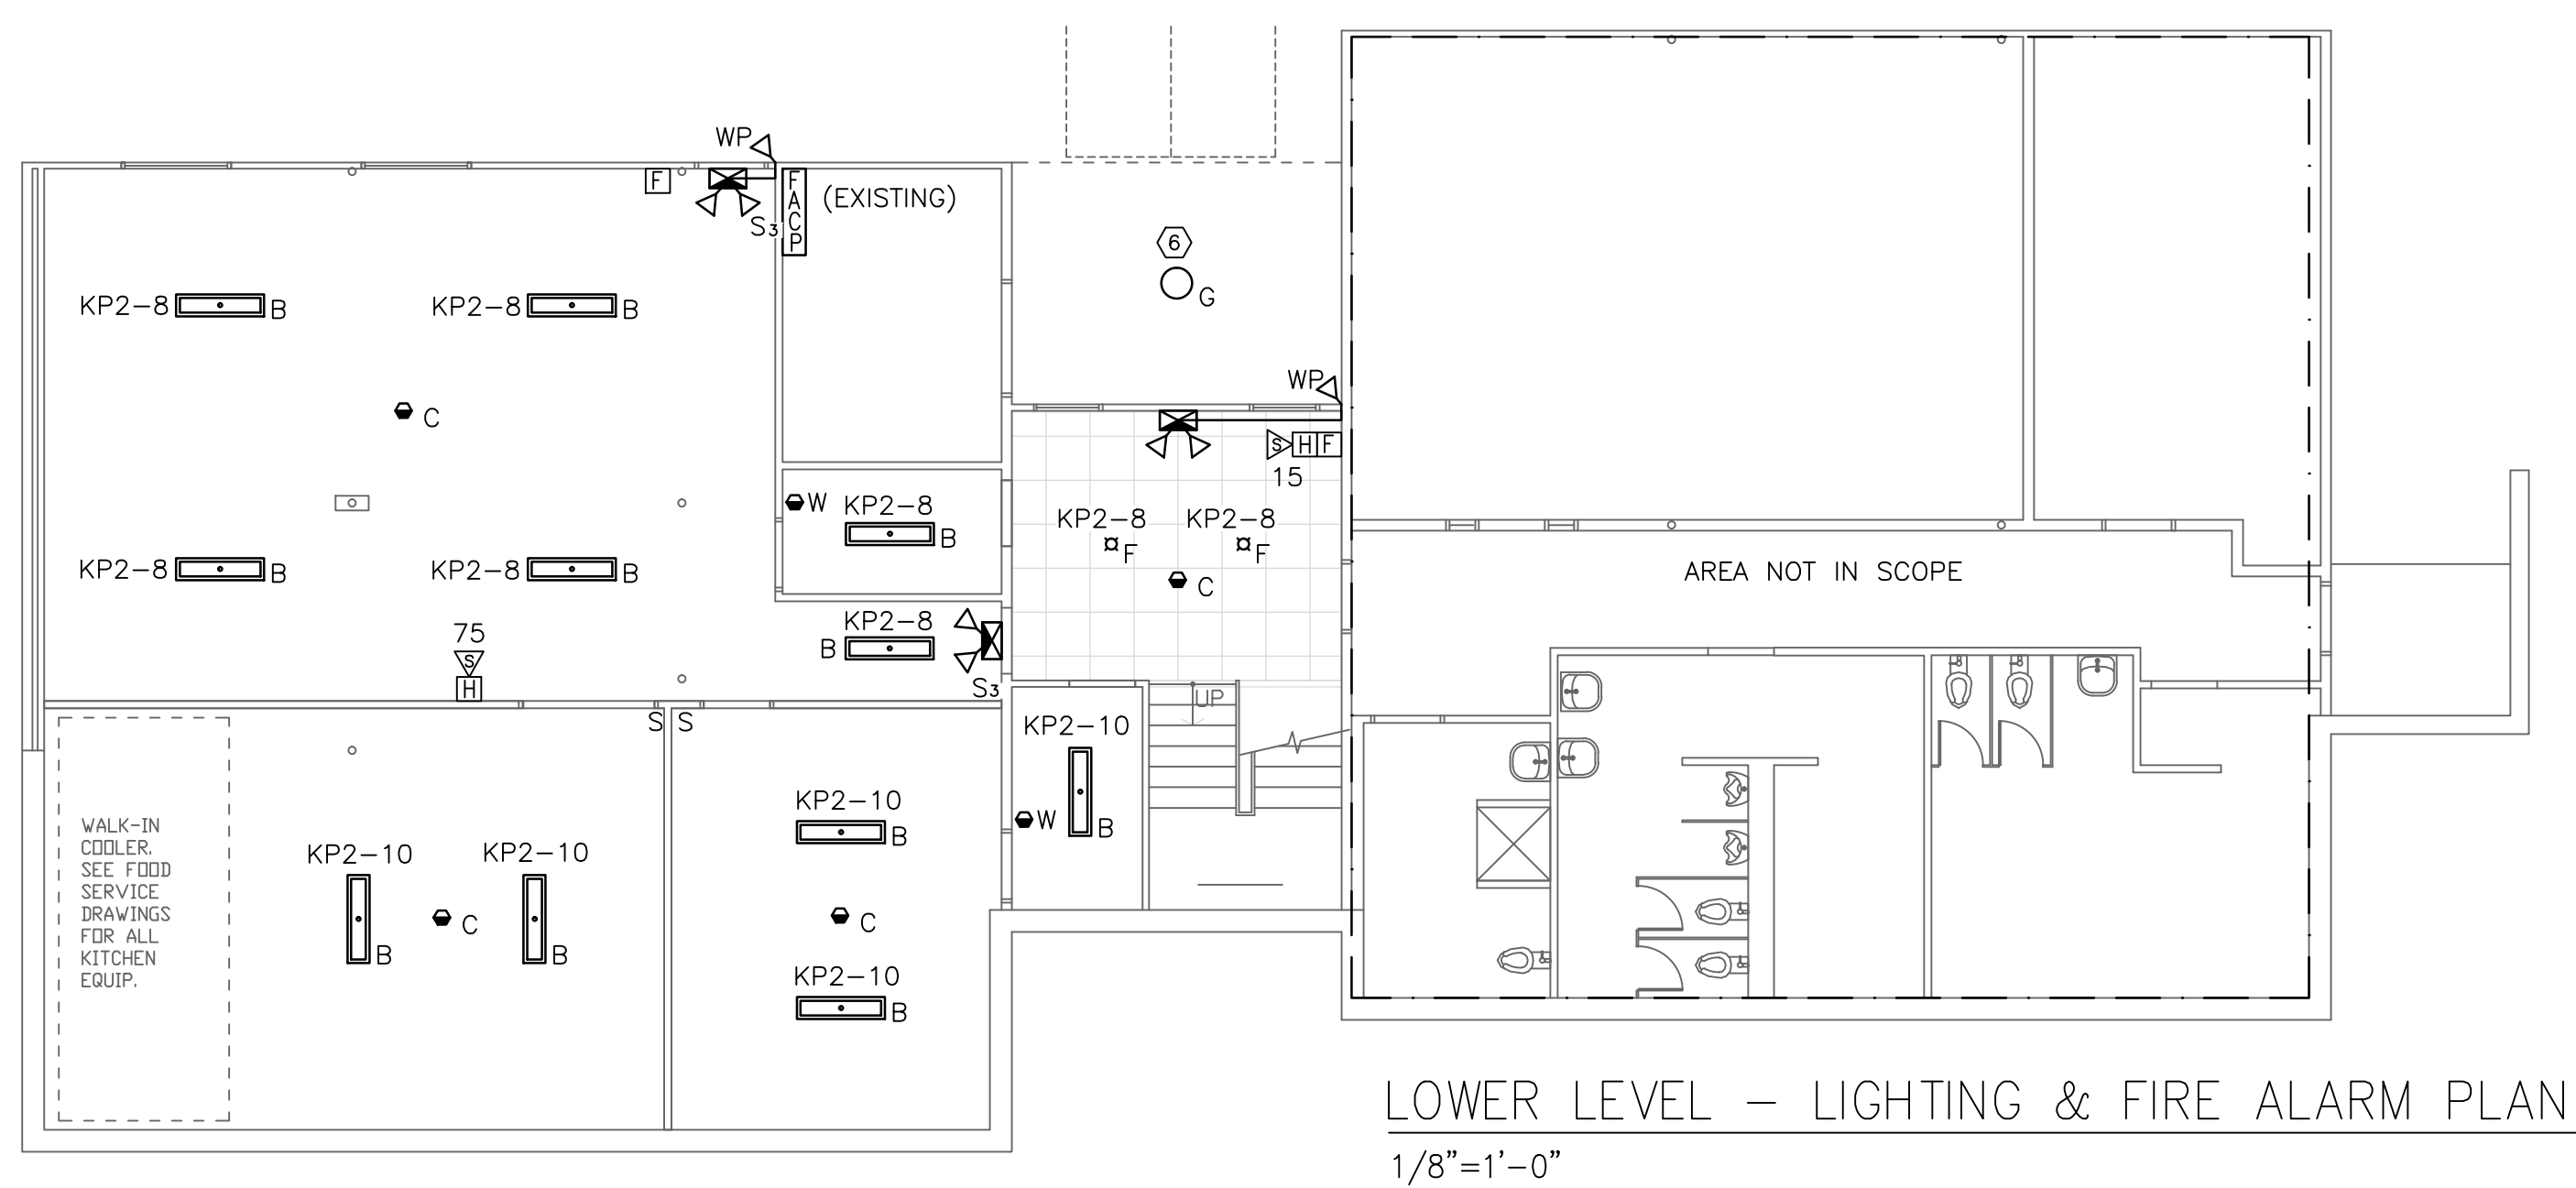 WP
F
FACP
(EXISTING)
S3
6
G
KP2-8
B
KP2-8
B
WP
C
S
H
F
15
W
KP2-8
B
KP2-8
F
KP2-8
F
KP2-8
B
KP2-8
B
AREA NOT IN SCOPE
C
KP2-8
B
75
S
H
S3
UP
S
S
KP2-10
B
W
KP2-10
B
WALK-IN
COOLER.
SEE FOOD
SERVICE
DRAWINGS
FOR ALL
KITCHEN
EQUIP.
KP2-10
B
KP2-10
B
C
C
KP2-10
B
LOWER LEVEL - LIGHTING & FIRE ALARM PLAN
1/8"=1'-0"